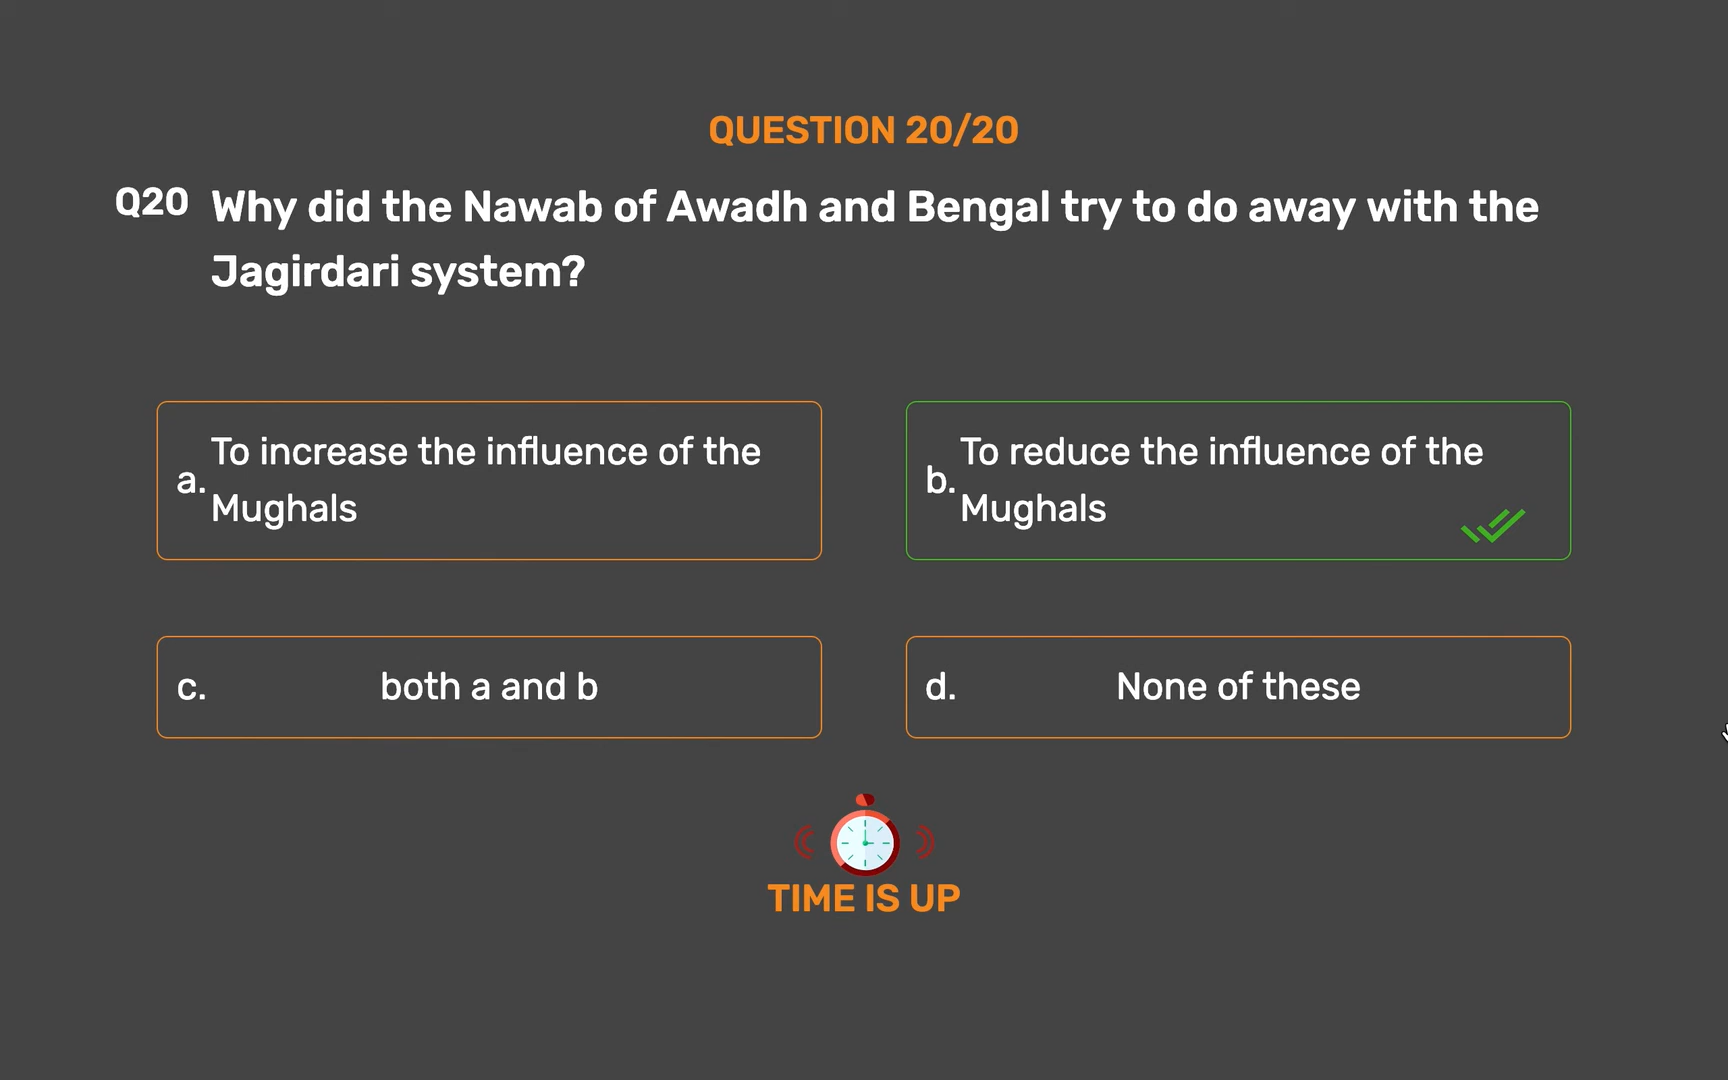 QUESTION 20/20
Q20 Why did the Nawab of Awadh and Bengal try to do away with the
Jagirdari system?
a. To increase the influence of the
Mughals
b. To reduce the influence of the
Mughals
c. both a and b
d. None of these
TIME IS UP